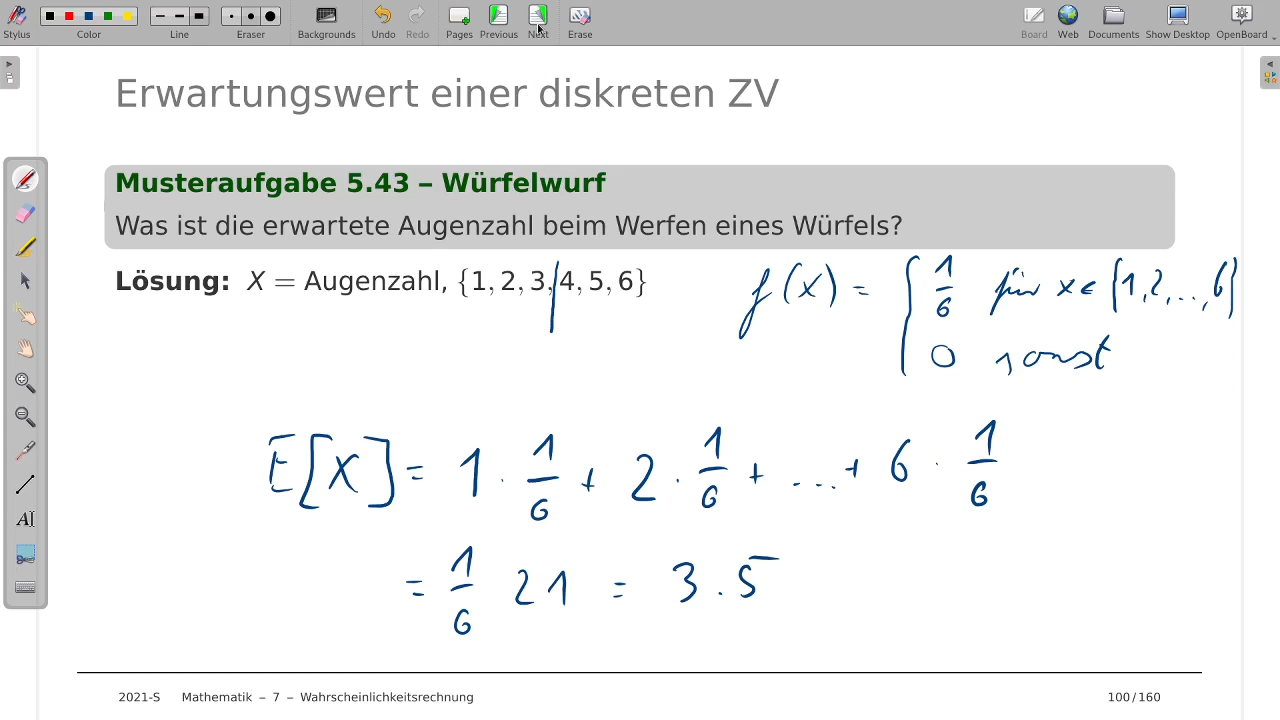 Stylus Color Line Eraser Backgrounds Undo Redo Pages Previous Next Erase Board Web Documents Show Desktop OpenBoard
Erwartungswert einer diskreten ZV
Musteraufgabe 5.43 – Würfelwurf
Was ist die erwartete Augenzahl beim Werfen eines Würfels?
Lösung: X = Augenzahl, {1, 2, 3, 4, 5, 6}
f(x) = { 1/6 für x ∈ {1, 2, ..., 6}
0 sonst
E[X] = 1 · 1/6 + 2 · 1/6 + ... + 6 · 1/6
= 1/6 21 = 3.5
2021-S Mathematik – 7 – Wahrscheinlichkeitsrechnung 100/160